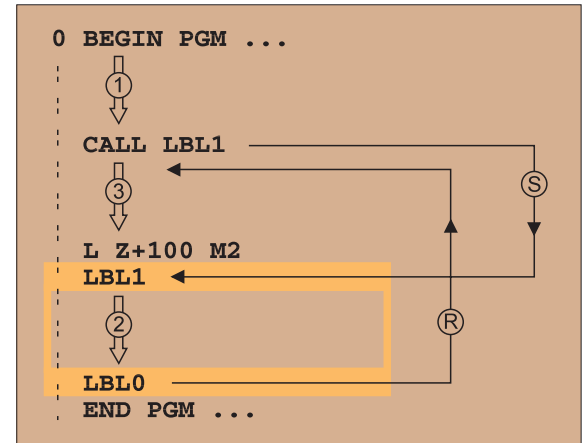 0 BEGIN PGM ...
1
CALL LBL1
S
3
L Z+100 M2
LBL1
2
R
LBL0
END PGM ...